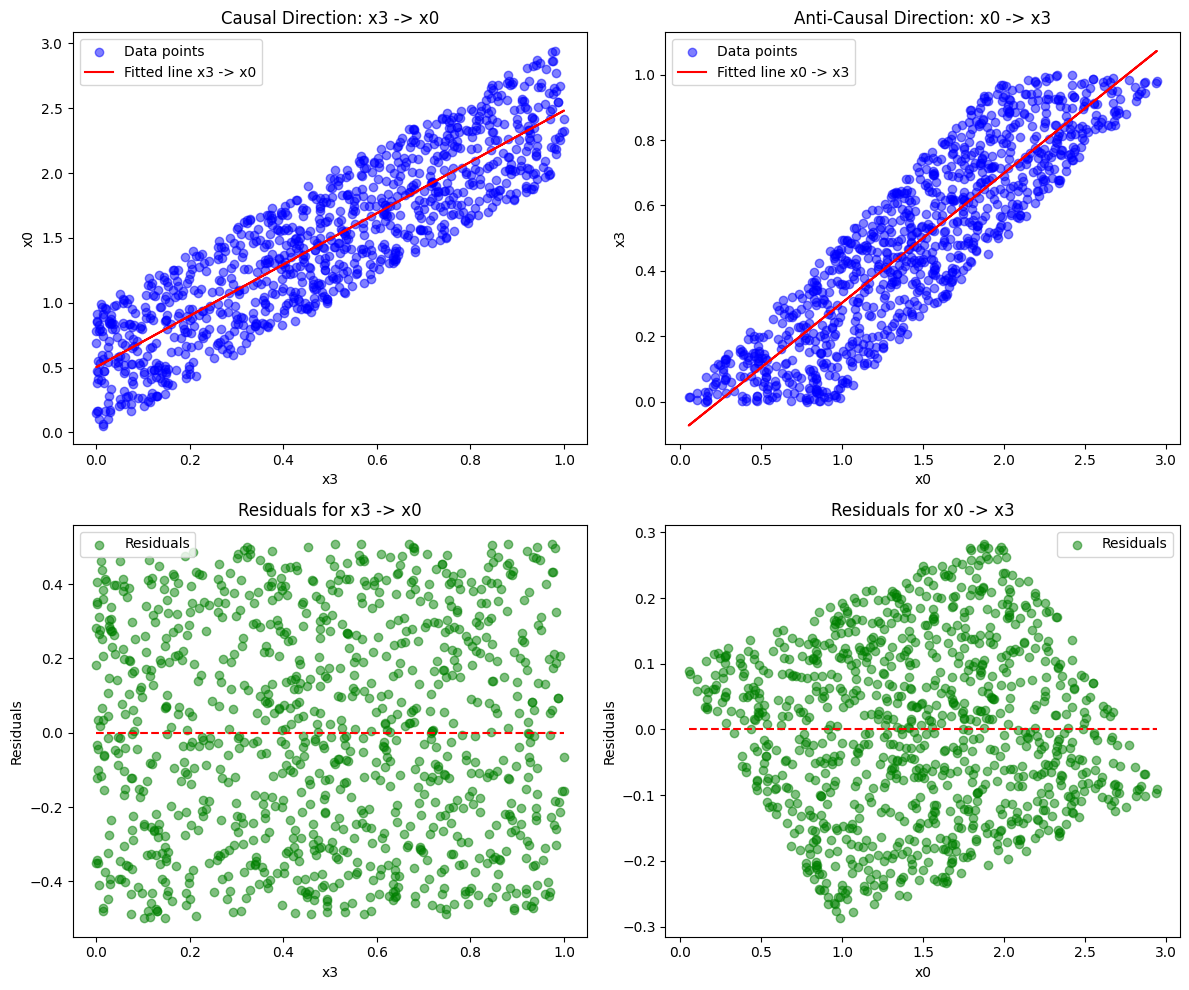 Causal Direction: x3 -> x0
Data points
Fitted line x3 -> x0
3.0
2.5
2.0
1.5
1.0
0.5
0.0
x0
0.0 0.2 0.4 0.6 0.8 1.0
x3
Anti-Causal Direction: x0 -> x3
Data points
Fitted line x0 -> x3
1.0
0.8
0.6
0.4
0.2
0.0
x3
0.0 0.5 1.0 1.5 2.0 2.5 3.0
x0
Residuals for x3 -> x0
Residuals
0.4
0.2
0.0
−0.2
−0.4
Residuals
0.0 0.2 0.4 0.6 0.8 1.0
x3
Residuals for x0 -> x3
Residuals
0.3
0.2
0.1
0.0
−0.1
−0.2
−0.3
Residuals
0.0 0.5 1.0 1.5 2.0 2.5 3.0
x0